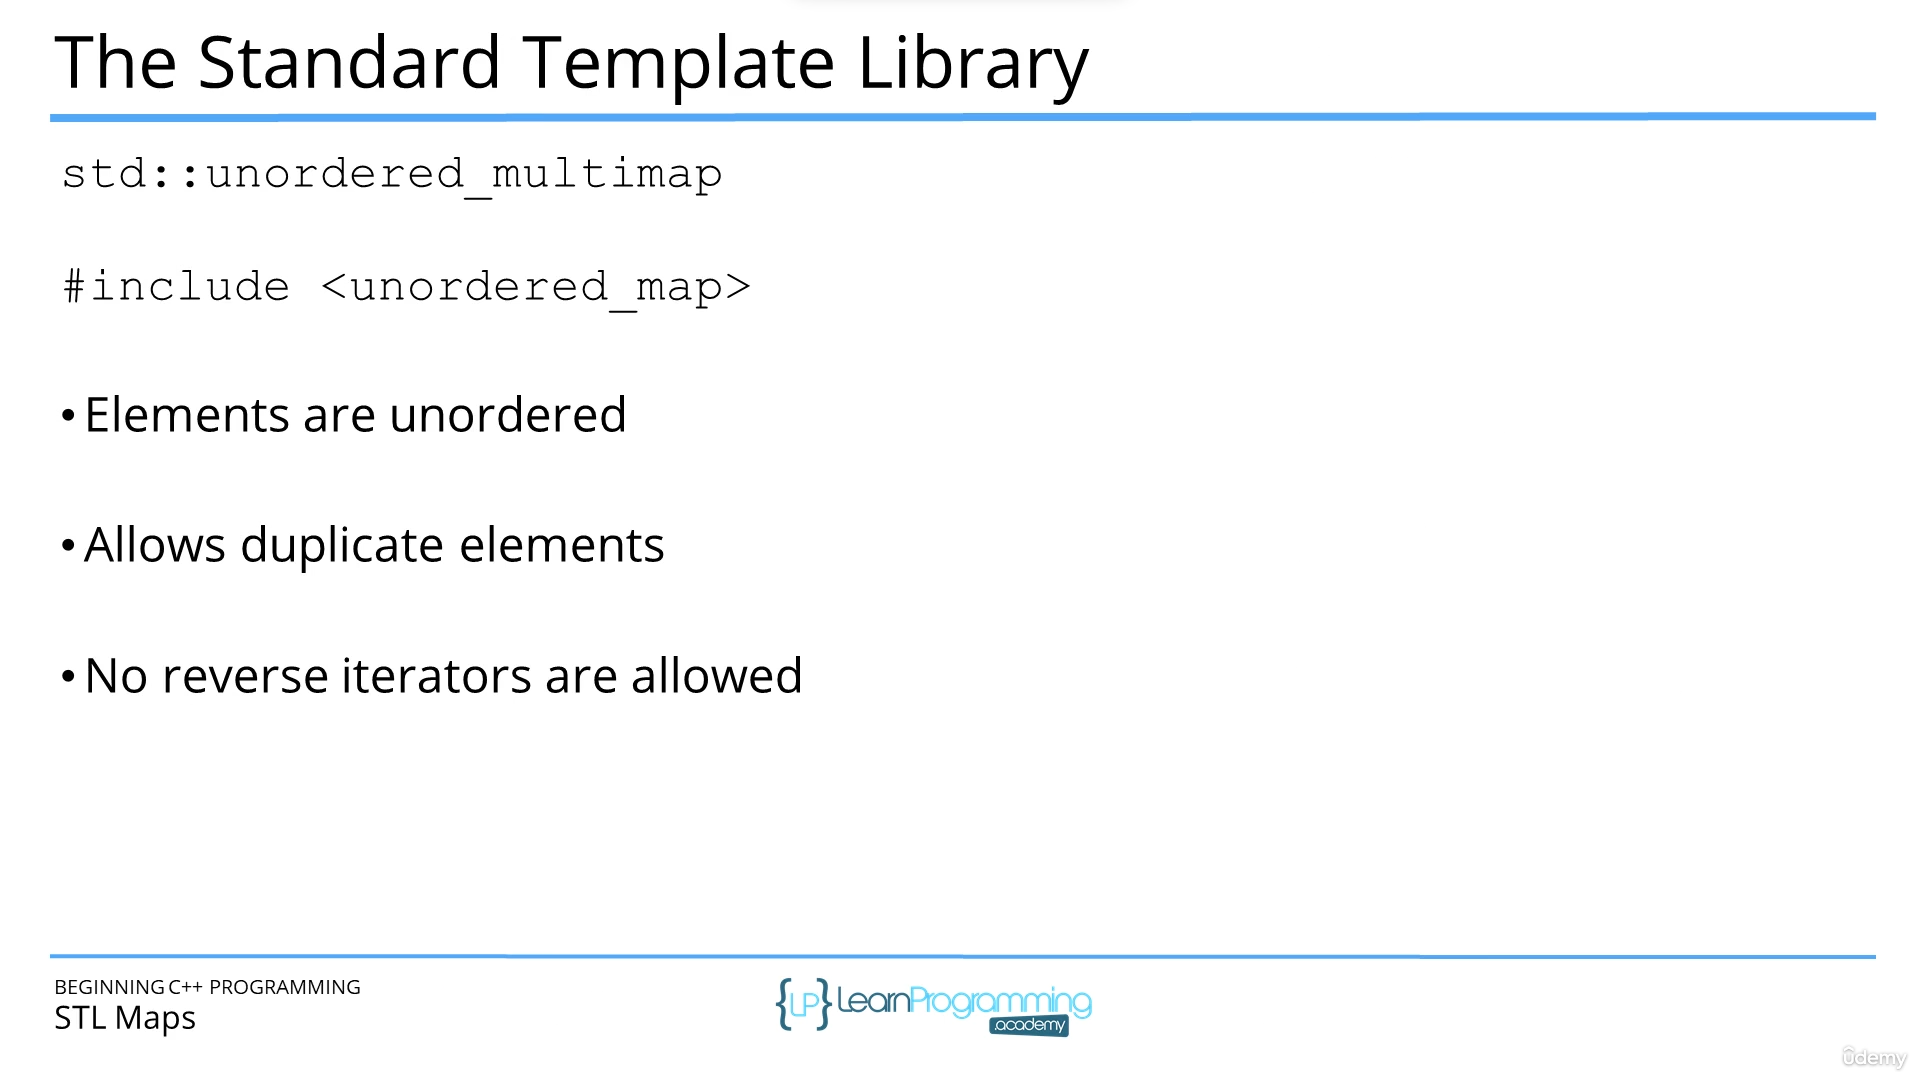 The Standard Template Library
std::unordered_multimap
#include <unordered_map>
• Elements are unordered
• Allows duplicate elements
• No reverse iterators are allowed
BEGINNING C++ PROGRAMMING
STL Maps
{LP} LearnProgramming
.academy
ûdemy